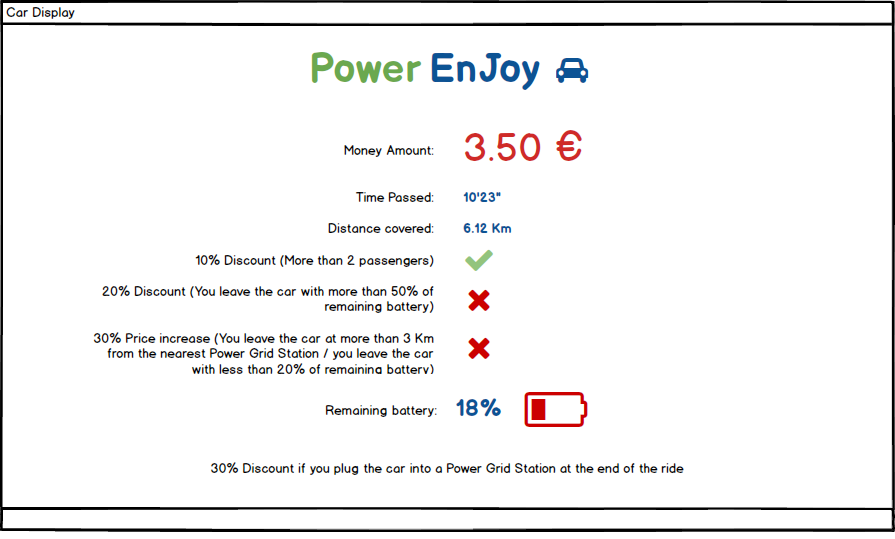 Car Display
Power EnJoy
Money Amount: 3.50 €
Time Passed: 10'23"
Distance covered: 6.12 Km
10% Discount (More than 2 passengers)
20% Discount (You leave the car with more than 50% of
remaining battery)
30% Price increase (You leave the car at more than 3 Km
from the nearest Power Grid Station / you leave the car
with less than 20% of remaining battery)
Remaining battery: 18%
30% Discount if you plug the car into a Power Grid Station at the end of the ride